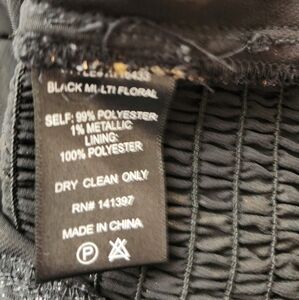 BLACK MULTI FLORAL
SELF: 99% POLYESTER
1% METALLIC
LINING:
100% POLYESTER
DRY CLEAN ONLY
RN# 141397
MADE IN CHINA
P